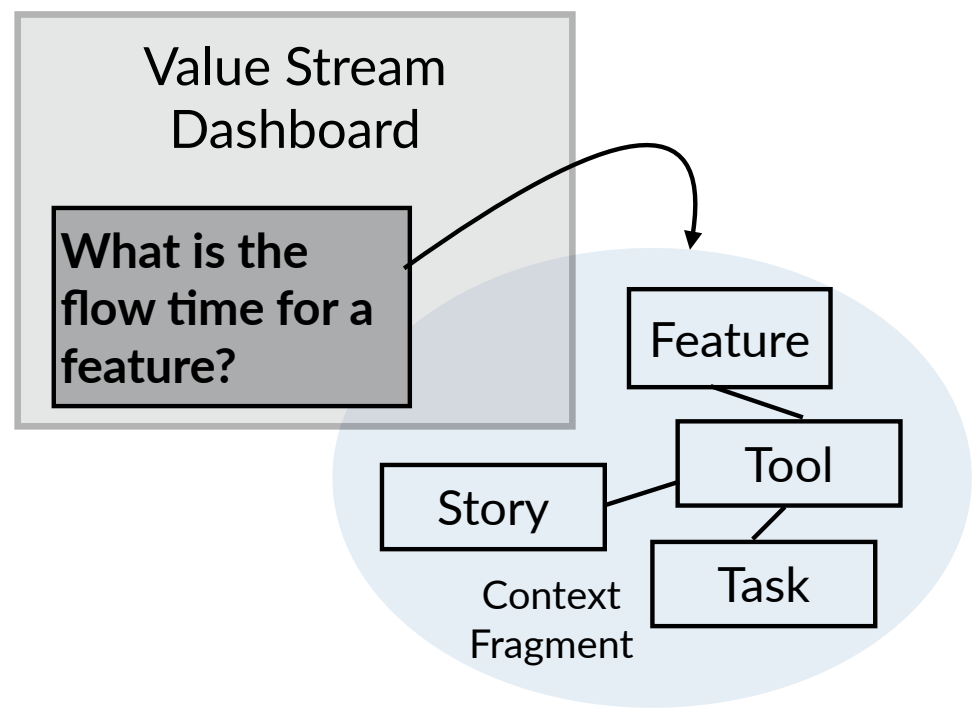 Value Stream
Dashboard
What is the
flow time for a
feature?
Feature
Tool
Story
Task
Context
Fragment